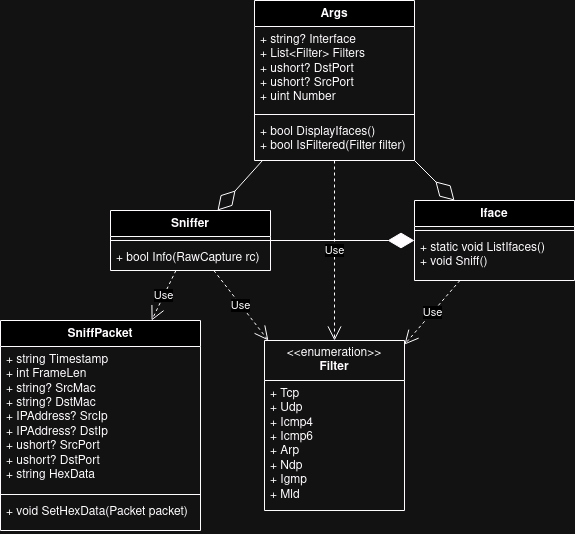 Args
+ string? Interface
+ List<Filter> Filters
+ ushort? DstPort
+ ushort? SrcPort
+ uint Number
+ bool DisplayIfaces()
+ bool IsFiltered(Filter filter)
Sniffer
+ bool Info(RawCapture rc)
Iface
+ static void ListIfaces()
+ void Sniff()
Use
Use
Use
Use
SniffPacket
+ string Timestamp
+ int FrameLen
+ string? SrcMac
+ string? DstMac
+ IPAddress? SrcIp
+ IPAddress? DstIp
+ ushort? SrcPort
+ ushort? DstPort
+ string HexData
+ void SetHexData(Packet packet)
<<enumeration>>
Filter
+ Tcp
+ Udp
+ Icmp4
+ Icmp6
+ Arp
+ Ndp
+ Igmp
+ Mld